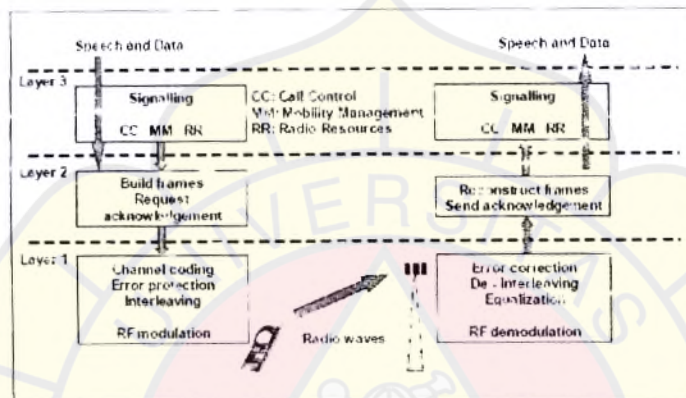 Speech and Data
Speech and Data
Layer 3
Signalling
CC MM RR
CC: Call Control
MM: Mobility Management
RR: Radio Resources
Signalling
CC MM RR
Layer 2
Build frames
Request
acknowledgement
Reconstruct frames
Send acknowledgement
Layer 1
Channel coding
Error protection
Interleaving
RF modulation
Radio waves
Error correction
De - Interleaving
Equalization
RF demodulation
UNIVERSITAS